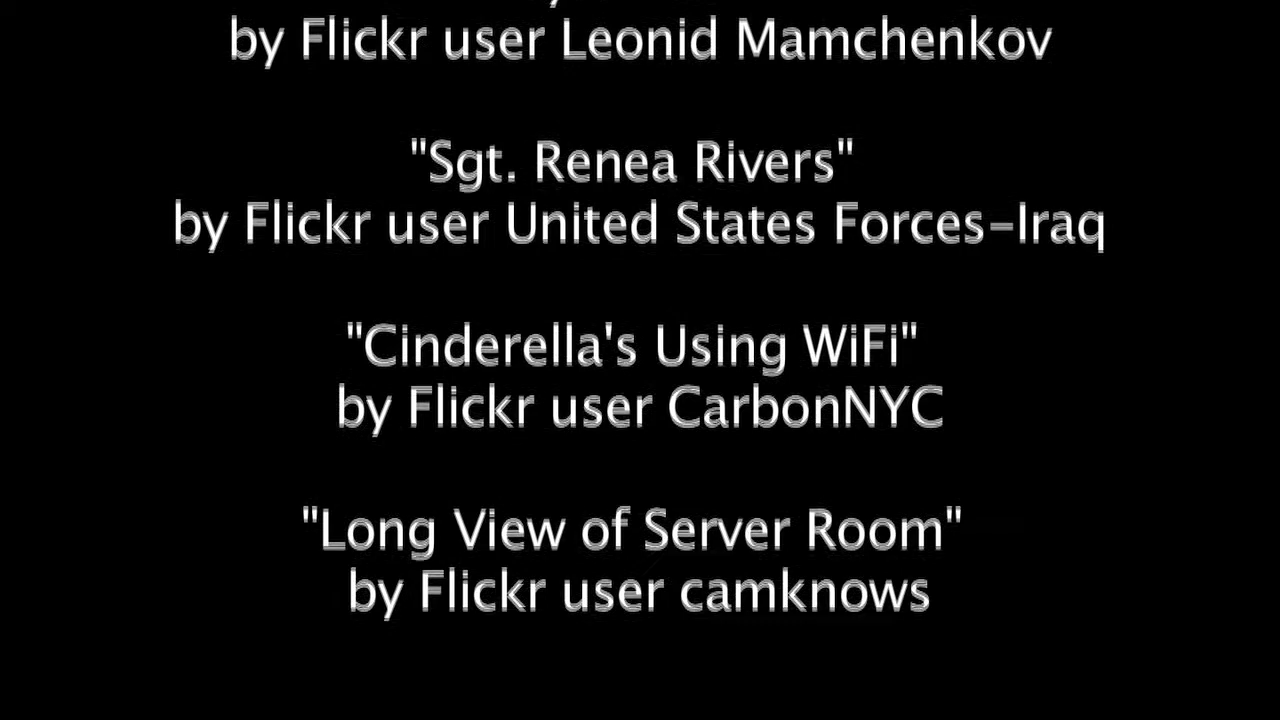 by Flickr user Leonid Mamchenkov
"Sgt. Renea Rivers"
by Flickr user United States Forces-Iraq
"Cinderella's Using WiFi"
by Flickr user CarbonNYC
"Long View of Server Room"
by Flickr user camknows